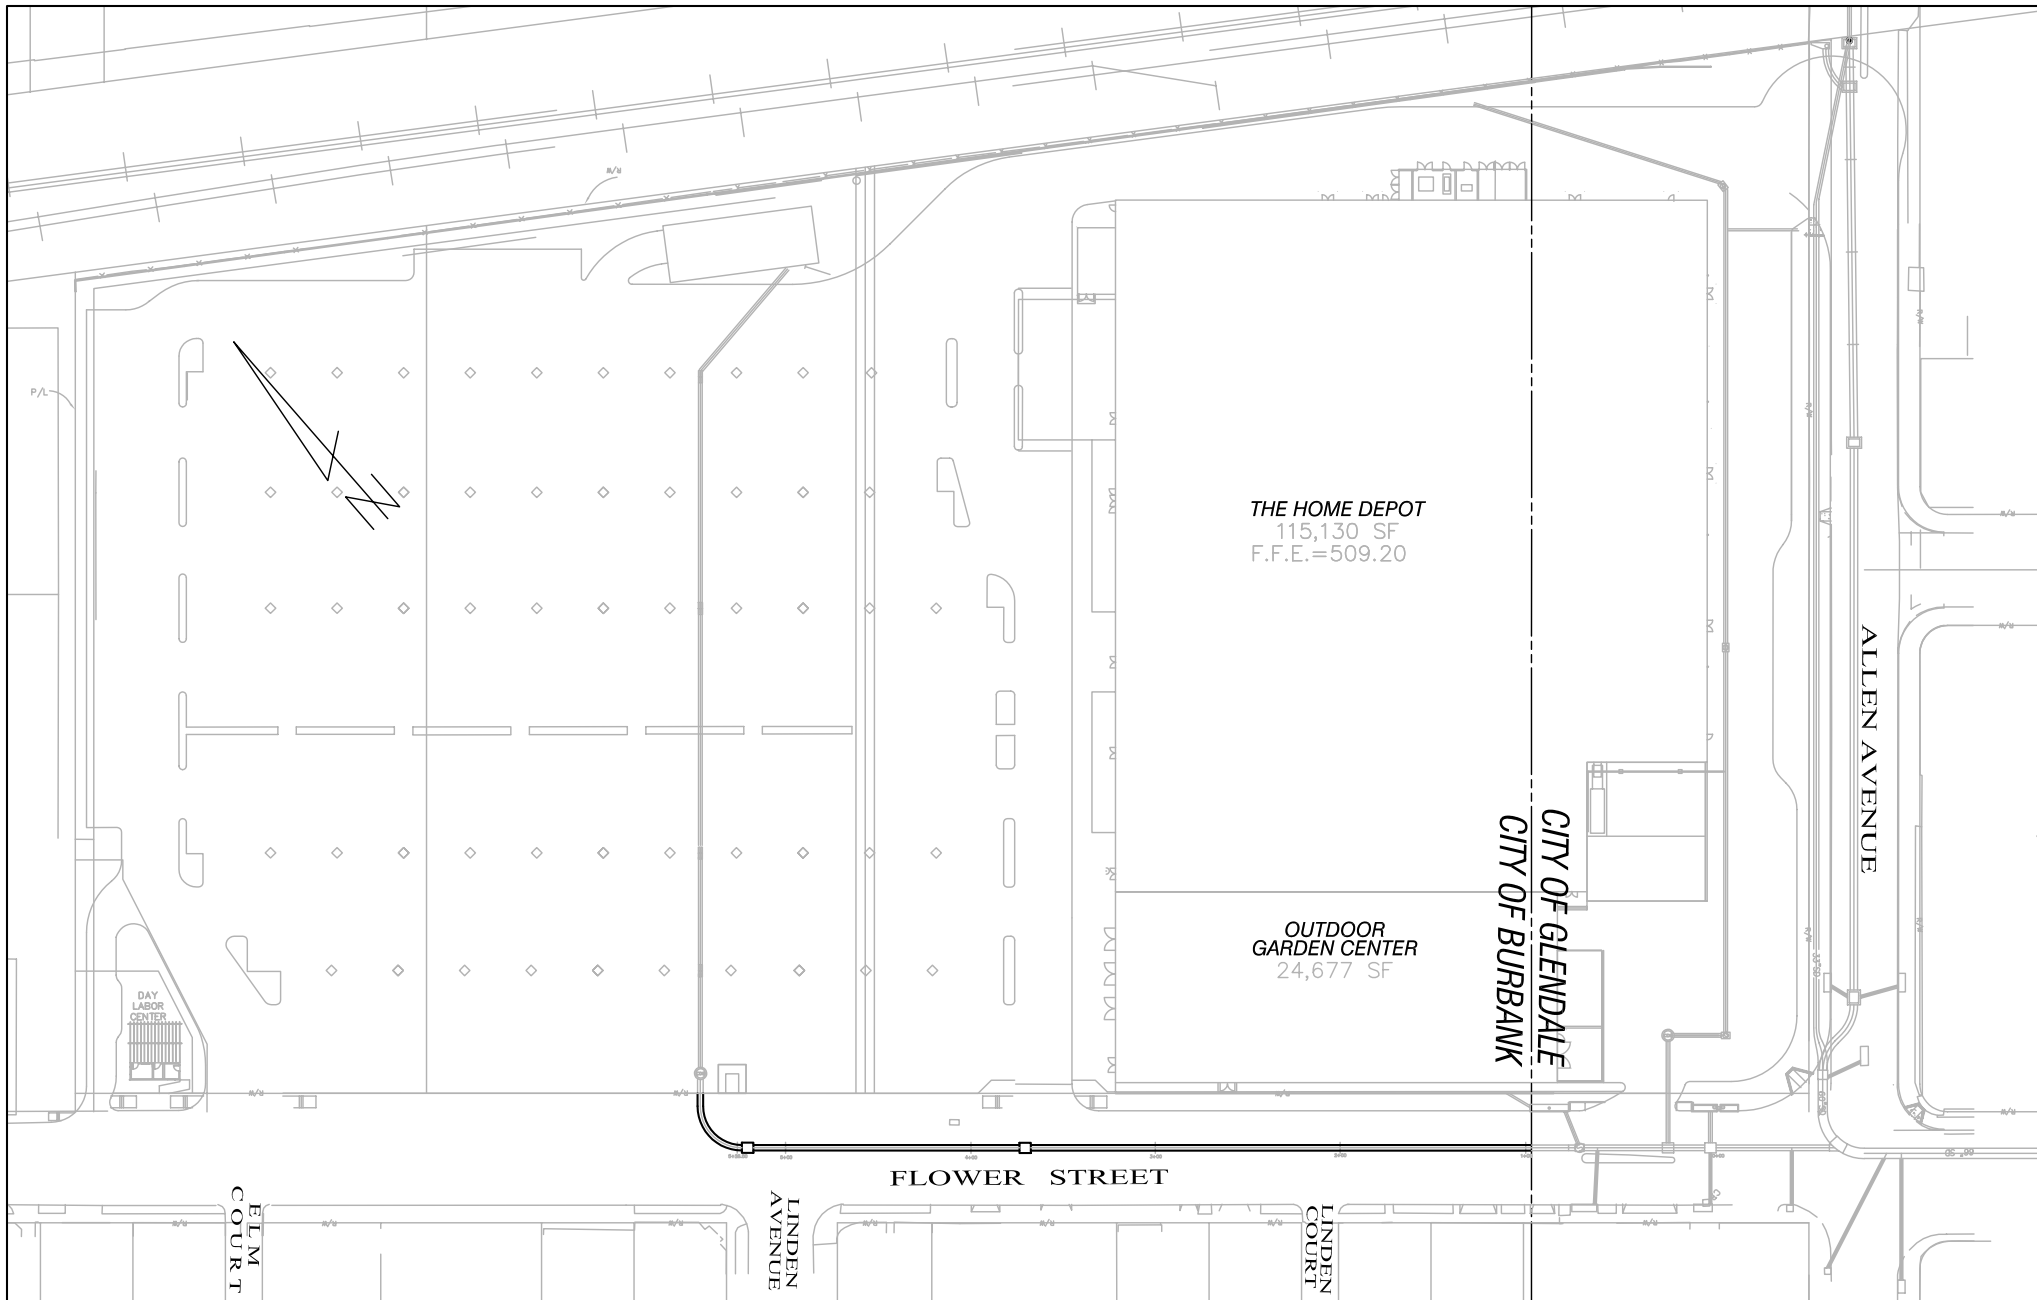 P/L
THE HOME DEPOT
115,130 SF
F.F.E.=509.20
ALLEN AVENUE
CITY OF GLENDALE
CITY OF BURBANK
OUTDOOR
GARDEN CENTER
24,677 SF
DAY
LABOR
CENTER
R/W
FLOWER STREET
ELM
COURT
LINDEN
AVENUE
LINDEN
COURT